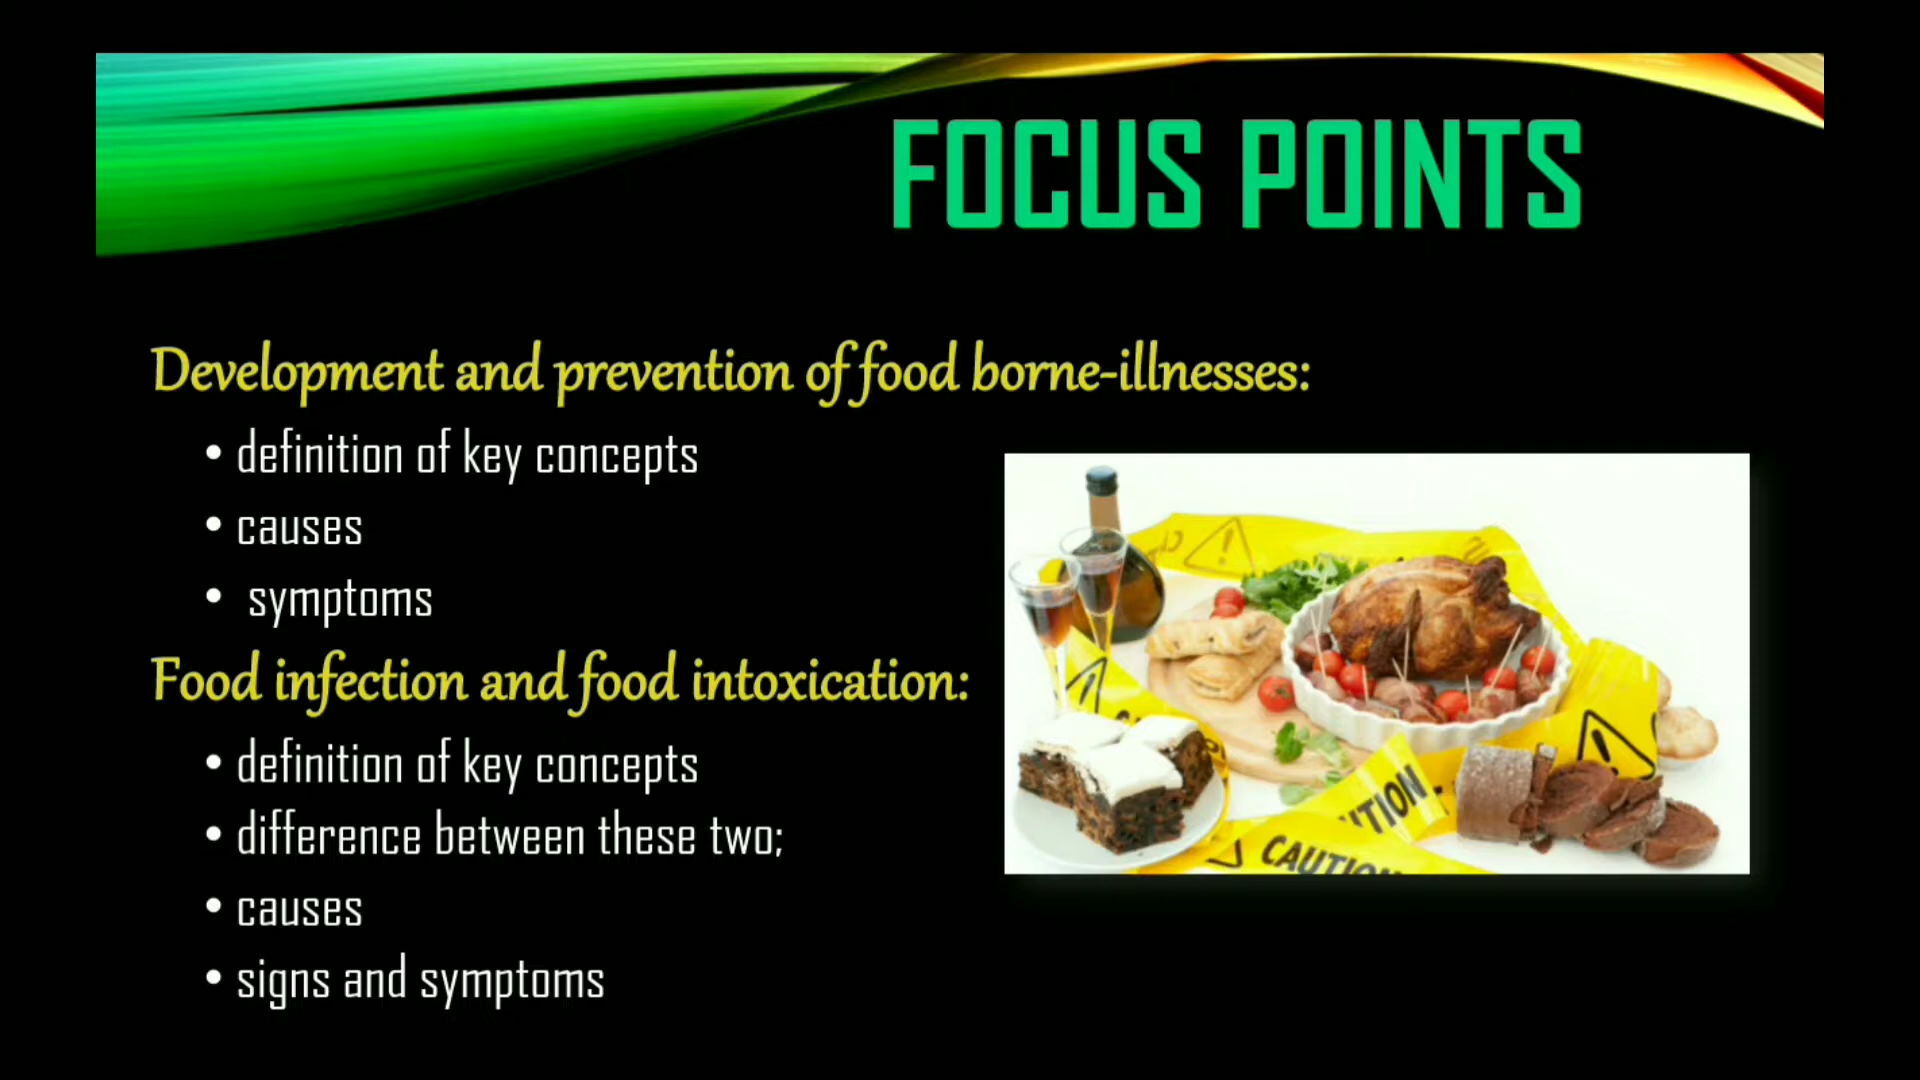 FOCUS POINTS
Development and prevention of food borne-illnesses:
• definition of key concepts
• causes
• symptoms
Food infection and food intoxication:
• definition of key concepts
• difference between these two;
• causes
• signs and symptoms
CAUTION